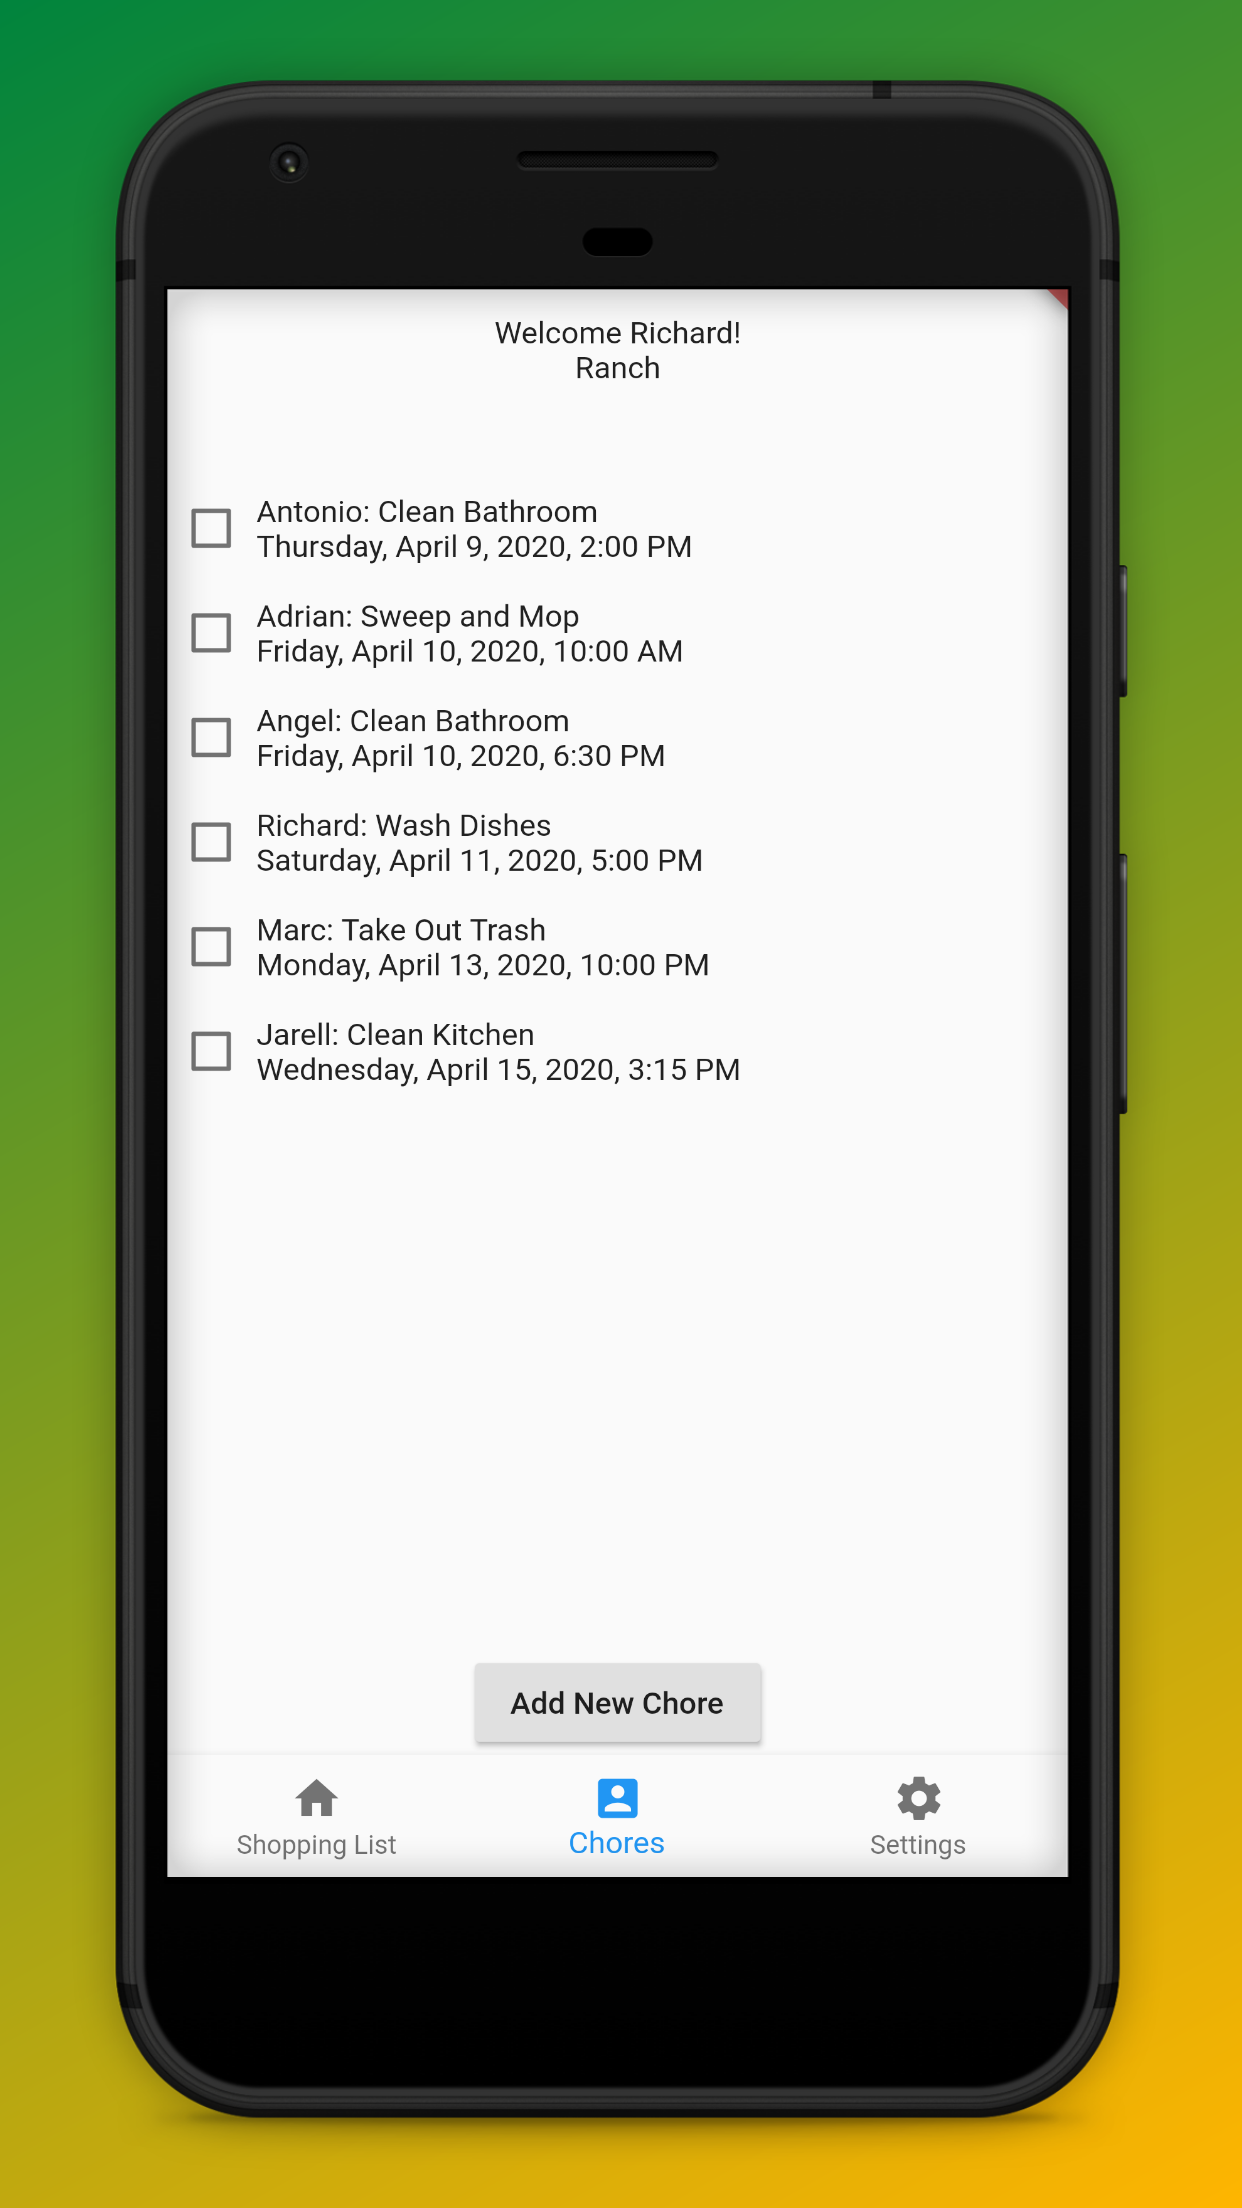 Welcome Richard!
Ranch
Antonio: Clean Bathroom
Thursday, April 9, 2020, 2:00 PM
Adrian: Sweep and Mop
Friday, April 10, 2020, 10:00 AM
Angel: Clean Bathroom
Friday, April 10, 2020, 6:30 PM
Richard: Wash Dishes
Saturday, April 11, 2020, 5:00 PM
Marc: Take Out Trash
Monday, April 13, 2020, 10:00 PM
Jarell: Clean Kitchen
Wednesday, April 15, 2020, 3:15 PM
Add New Chore
Shopping List
Chores
Settings